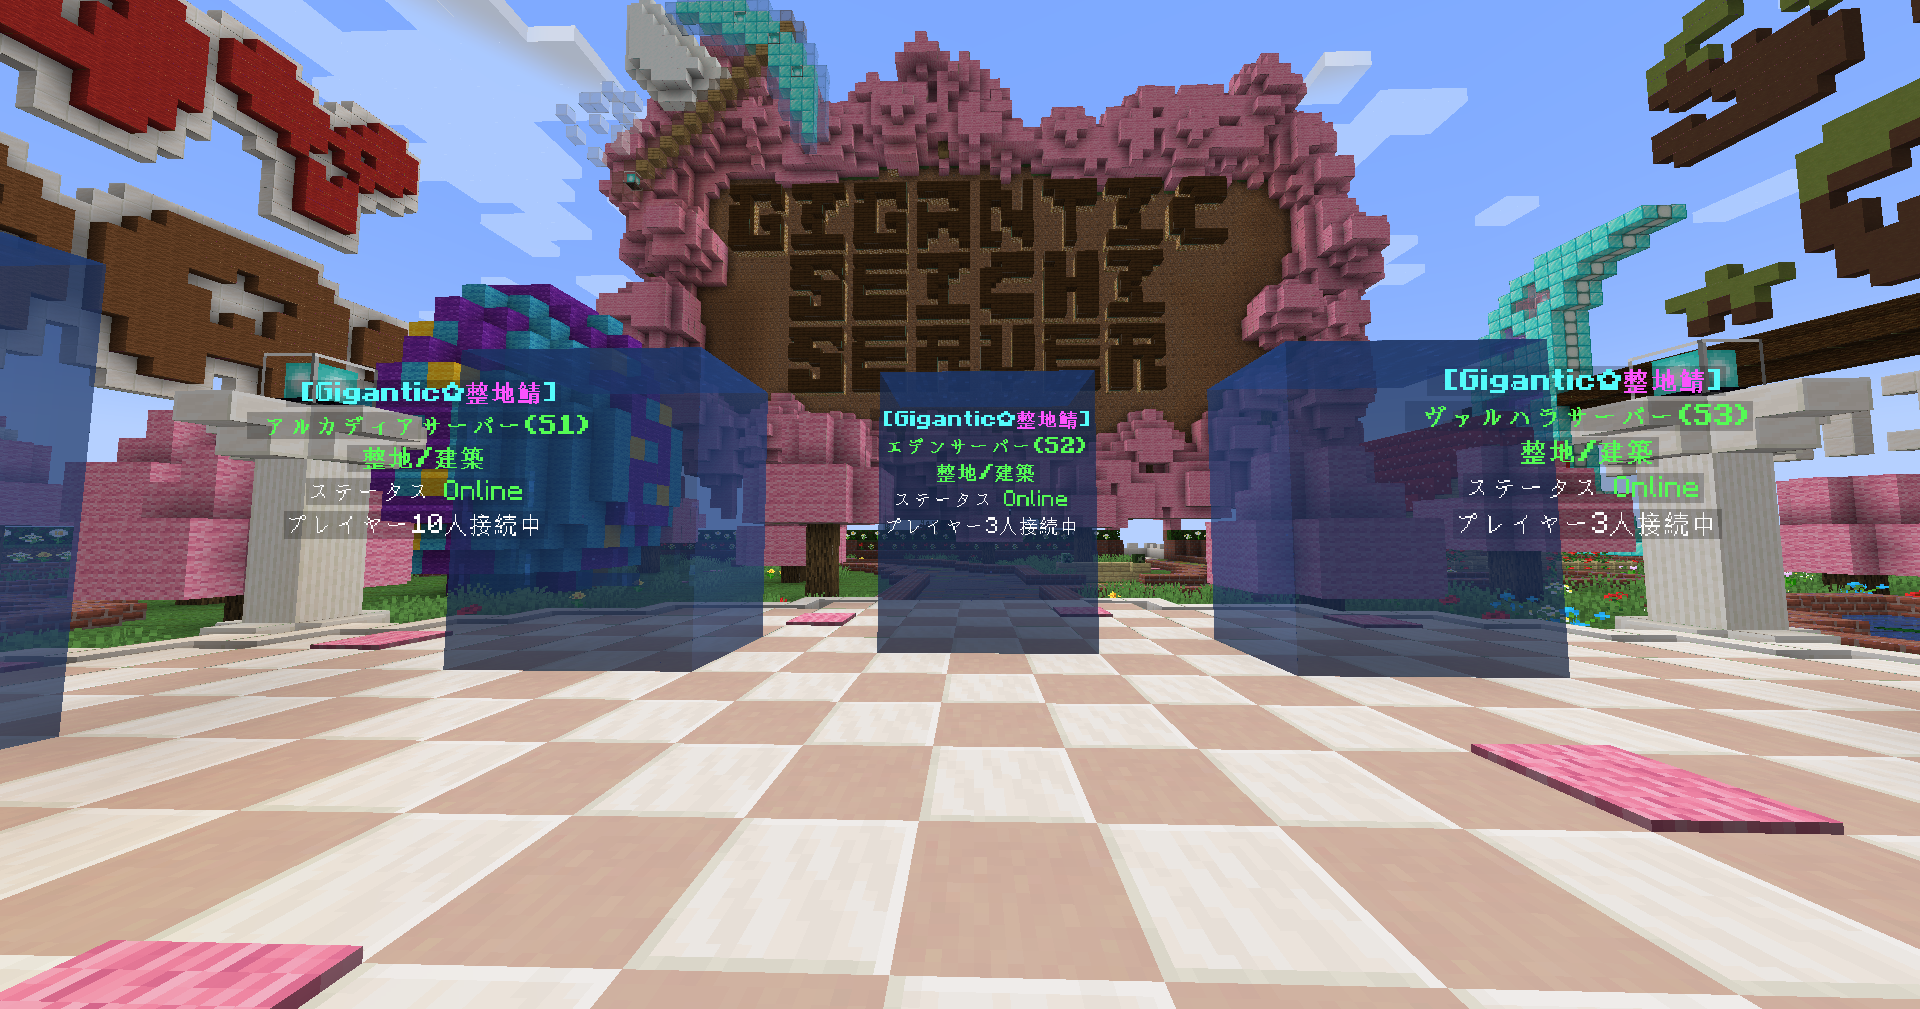 GIGANTIC
SEICHI
SERVER
[Gigantic✿整地鯖]
アルカディアサーバー(S1)
整地/建築
ステータス Online
プレイヤー10人接続中
[Gigantic✿整地鯖]
エデンサーバー(S2)
整地/建築
ステータス Online
プレイヤー3人接続中
[Gigantic✿整地鯖]
ヴァルハラサーバー(S3)
整地/建築
ステータス Online
プレイヤー3人接続中